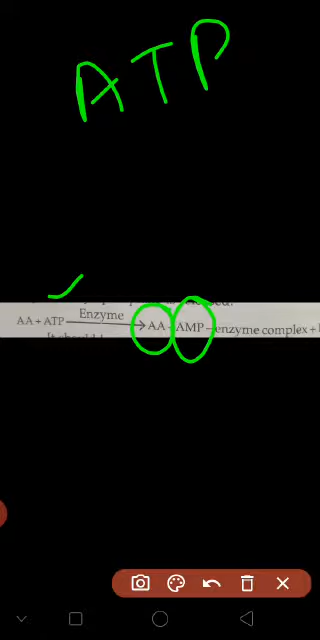 ATP
Enzyme
AA + ATP → AA - AMP - enzyme complex +